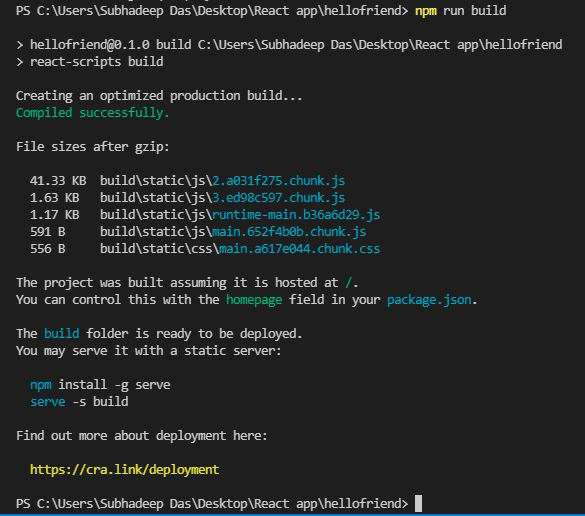 PS C:\Users\Subhadeep Das\Desktop\React app\hellofriend> npm run build
> hellofriend@0.1.0 build C:\Users\Subhadeep Das\Desktop\React app\hellofriend
> react-scripts build
Creating an optimized production build...
Compiled successfully.
File sizes after gzip:
41.33 KB  build\static\js\2.a031f275.chunk.js
1.63 KB  build\static\js\3.ed98c597.chunk.js
1.17 KB  build\static\js\runtime-main.b36a6d29.js
591 B  build\static\js\main.652f4b0b.chunk.js
556 B  build\static\css\main.a617e044.chunk.css
The project was built assuming it is hosted at /.
You can control this with the homepage field in your package.json.
The build folder is ready to be deployed.
You may serve it with a static server:
npm install -g serve
serve -s build
Find out more about deployment here:
https://cra.link/deployment
PS C:\Users\Subhadeep Das\Desktop\React app\hellofriend>